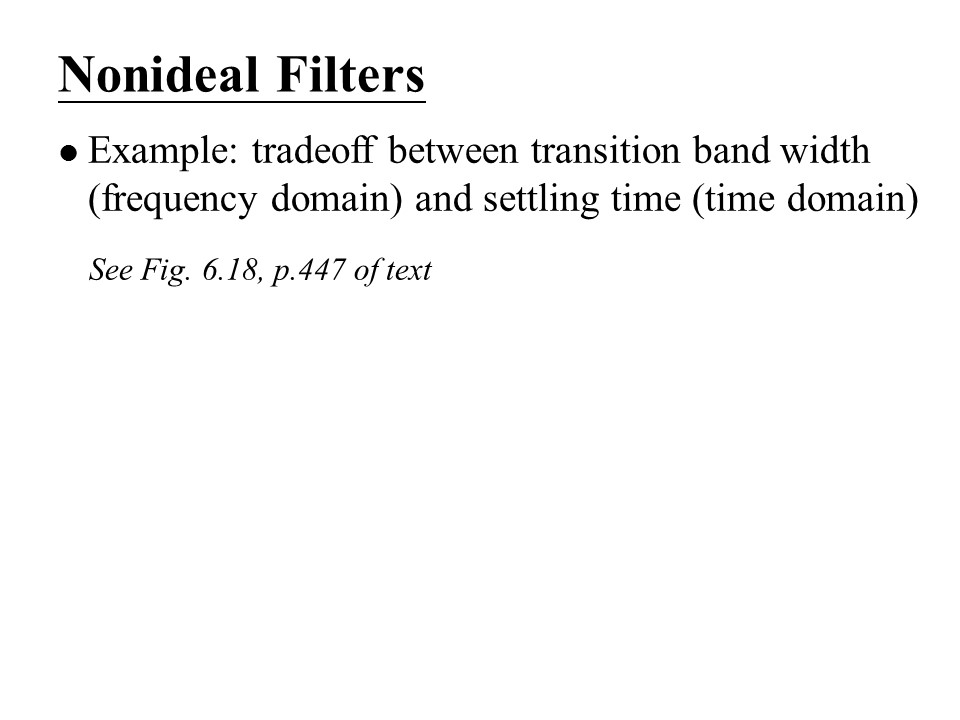 Nonideal Filters
● Example: tradeoff between transition band width
(frequency domain) and settling time (time domain)
See Fig. 6.18, p.447 of text